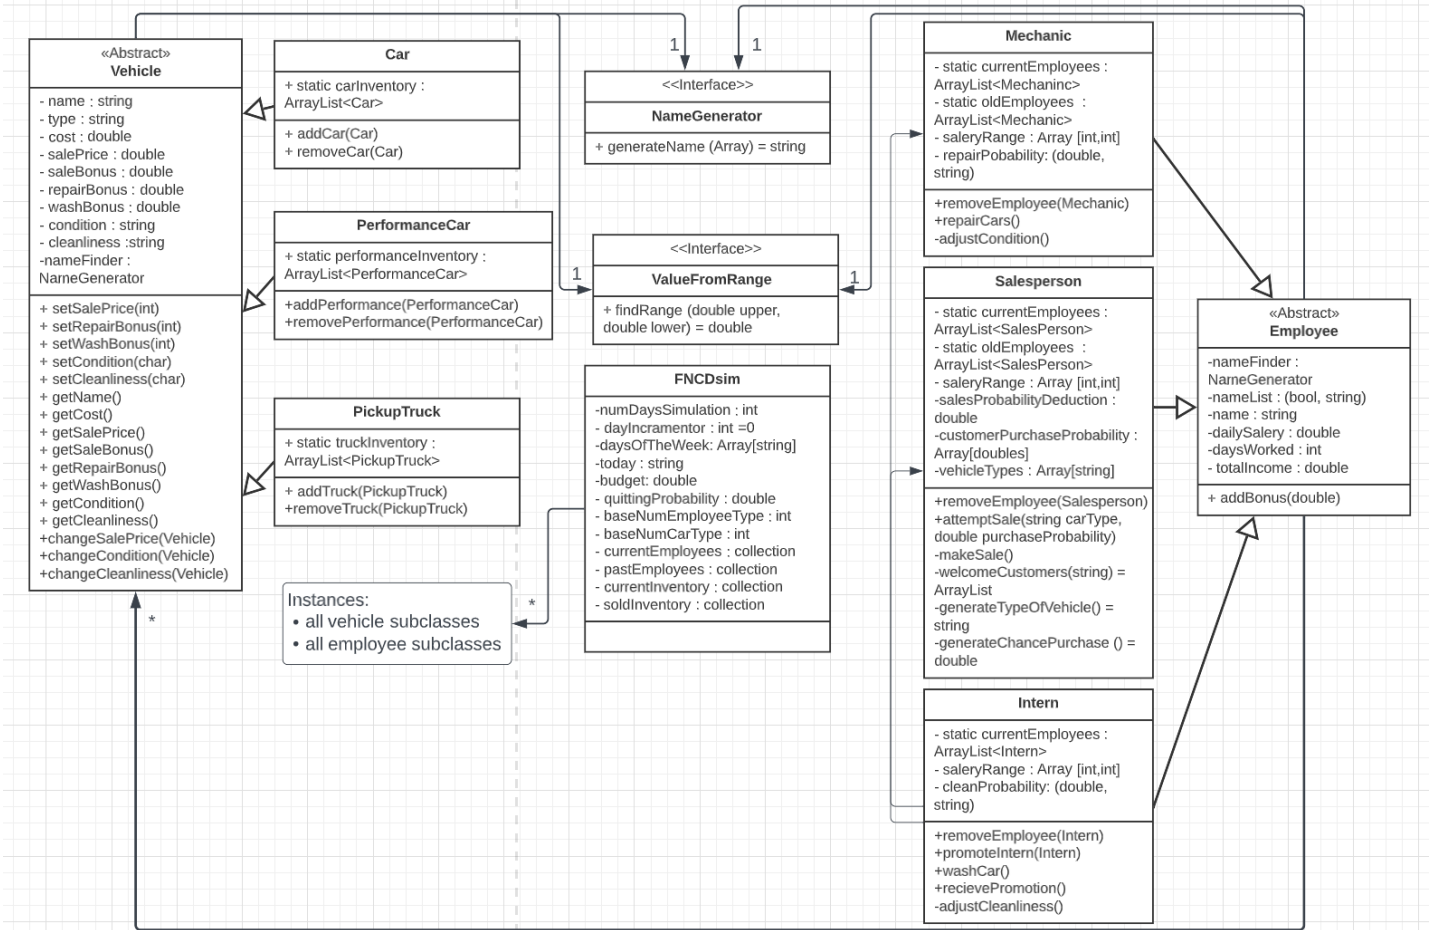 «Abstract»
Vehicle
- name : string
- type : string
- cost : double
- salePrice : double
- saleBonus : double
- repairBonus : double
- washBonus : double
- condition : string
- cleanliness :string
-nameFinder :
NameGenerator
+ setSalePrice(int)
+ setRepairBonus(int)
+ setWashBonus(int)
+ setCondition(char)
+ setCleanliness(char)
+ getName()
+ getCost()
+ getSalePrice()
+ getSaleBonus()
+ getRepairBonus()
+ getWashBonus()
+ getCondition()
+ getCleanliness()
+changeSalePrice(Vehicle)
+changeCondition(Vehicle)
+changeCleanliness(Vehicle)
*
Car
+ static carInventory :
ArrayList<Car>
+ addCar(Car)
+ removeCar(Car)
PerformanceCar
+ static performanceInventory :
ArrayList<PerformanceCar>
+addPerformance(PerformanceCar)
+removePerformance(PerformanceCar)
PickupTruck
+ static truckInventory :
ArrayList<PickupTruck>
+ addTruck(PickupTruck)
+removeTruck(PickupTruck)
Instances:
• all vehicle subclasses
• all employee subclasses
*
1
1
<<Interface>>
NameGenerator
+ generateName (Array) = string
1
1
<<Interface>>
ValueFromRange
+ findRange (double upper,
double lower) = double
FNCDsim
-numDaysSimulation : int
- dayIncramentor : int =0
-daysOfTheWeek: Array[string]
-today : string
-budget: double
- quittingProbability : double
- baseNumEmployeeType : int
- baseNumCarType : int
- currentEmployees : collection
- pastEmployees : collection
- currentInventory : collection
- soldInventory : collection
Mechanic
- static currentEmployees :
ArrayList<Mechaninc>
- static oldEmployees :
ArrayList<Mechanic>
- saleryRange : Array [int,int]
- repairPobability: (double,
string)
+removeEmployee(Mechanic)
+repairCars()
-adjustCondition()
Salesperson
- static currentEmployees :
ArrayList<SalesPerson>
- static oldEmployees :
ArrayList<SalesPerson>
- saleryRange : Array [int,int]
-salesProbabilityDeduction :
double
-customerPurchaseProbability :
Array[doubles]
-vehicleTypes : Array[string]
+removeEmployee(Salesperson)
+attemptSale(string carType,
double purchaseProbability)
-makeSale()
-welcomeCustomers(string) =
ArrayList
-generateTypeOfVehicle() =
string
-generateChancePurchase () =
double
Intern
- static currentEmployees :
ArrayList<Intern>
- saleryRange : Array [int,int]
- cleanProbability: (double,
string)
+removeEmployee(Intern)
+promoteIntern(Intern)
+washCar()
+recievePromotion()
-adjustCleanliness()
«Abstract»
Employee
-nameFinder :
NameGenerator
-nameList : (bool, string)
-name : string
-dailySalery : double
-daysWorked : int
- totalIncome : double
+ addBonus(double)